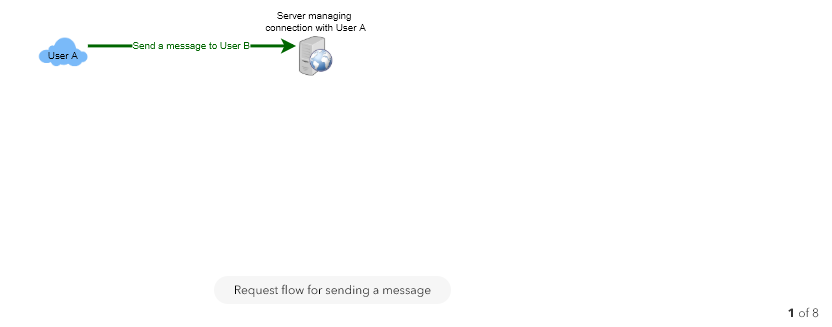 Server managing
connection with User A
User A
Send a message to User B
Request flow for sending a message
1 of 8